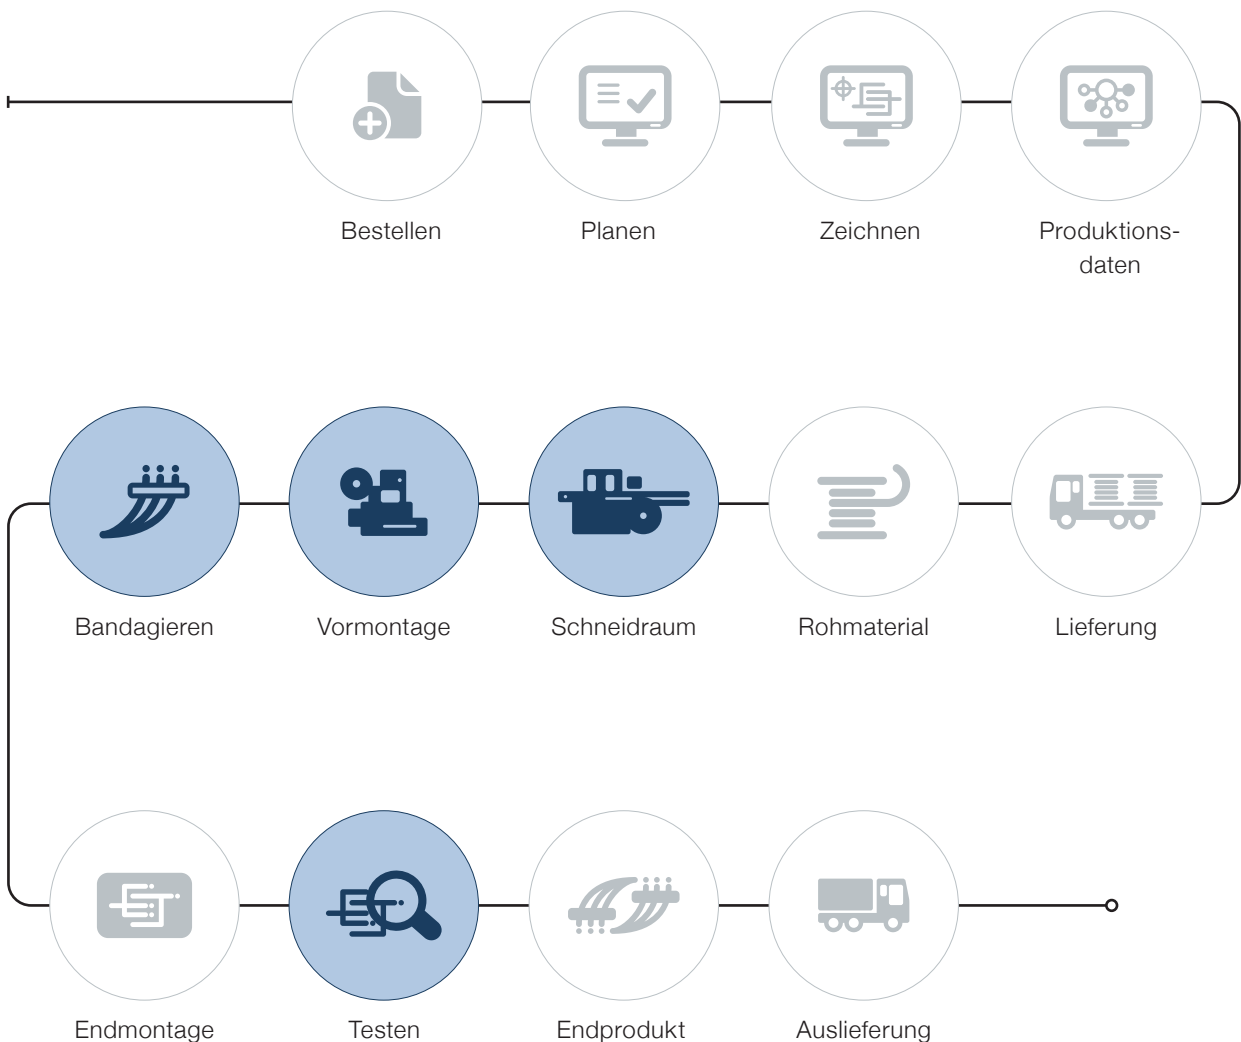 Bestellen
Planen
Zeichnen
Produktions-
daten
Bandagieren
Vormontage
Schneidraum
Rohmaterial
Lieferung
Endmontage
Testen
Endprodukt
Auslieferung